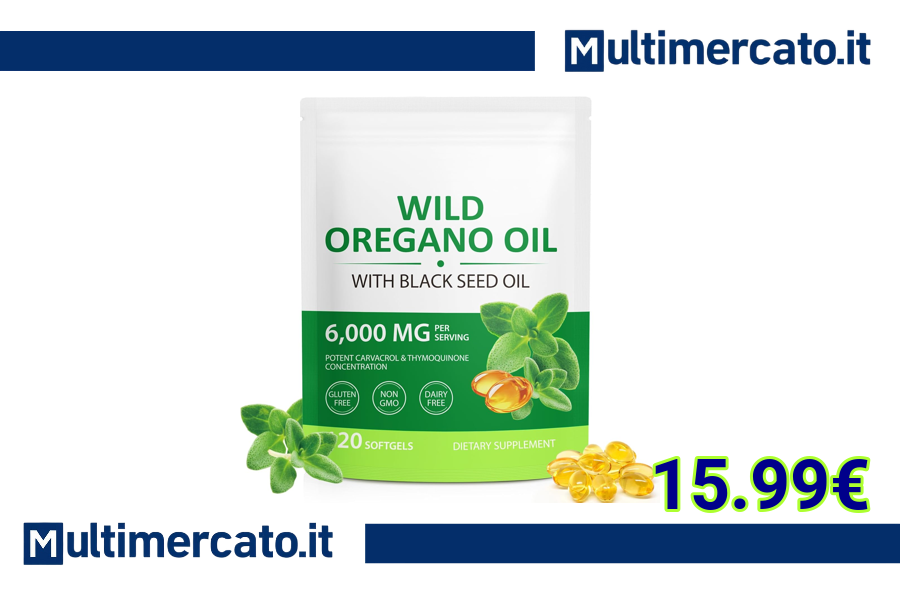 Multimercato.it
WILD
OREGANO OIL
WITH BLACK SEED OIL
6,000 MG PER
SERVING
POTENT CARVACROL & THYMOQUINONE
CONCENTRATION
GLUTEN
FREE
NON
GMO
DAIRY
FREE
20 SOFTGELS
DIETARY SUPPLEMENT
15.99€
Multimercato.it